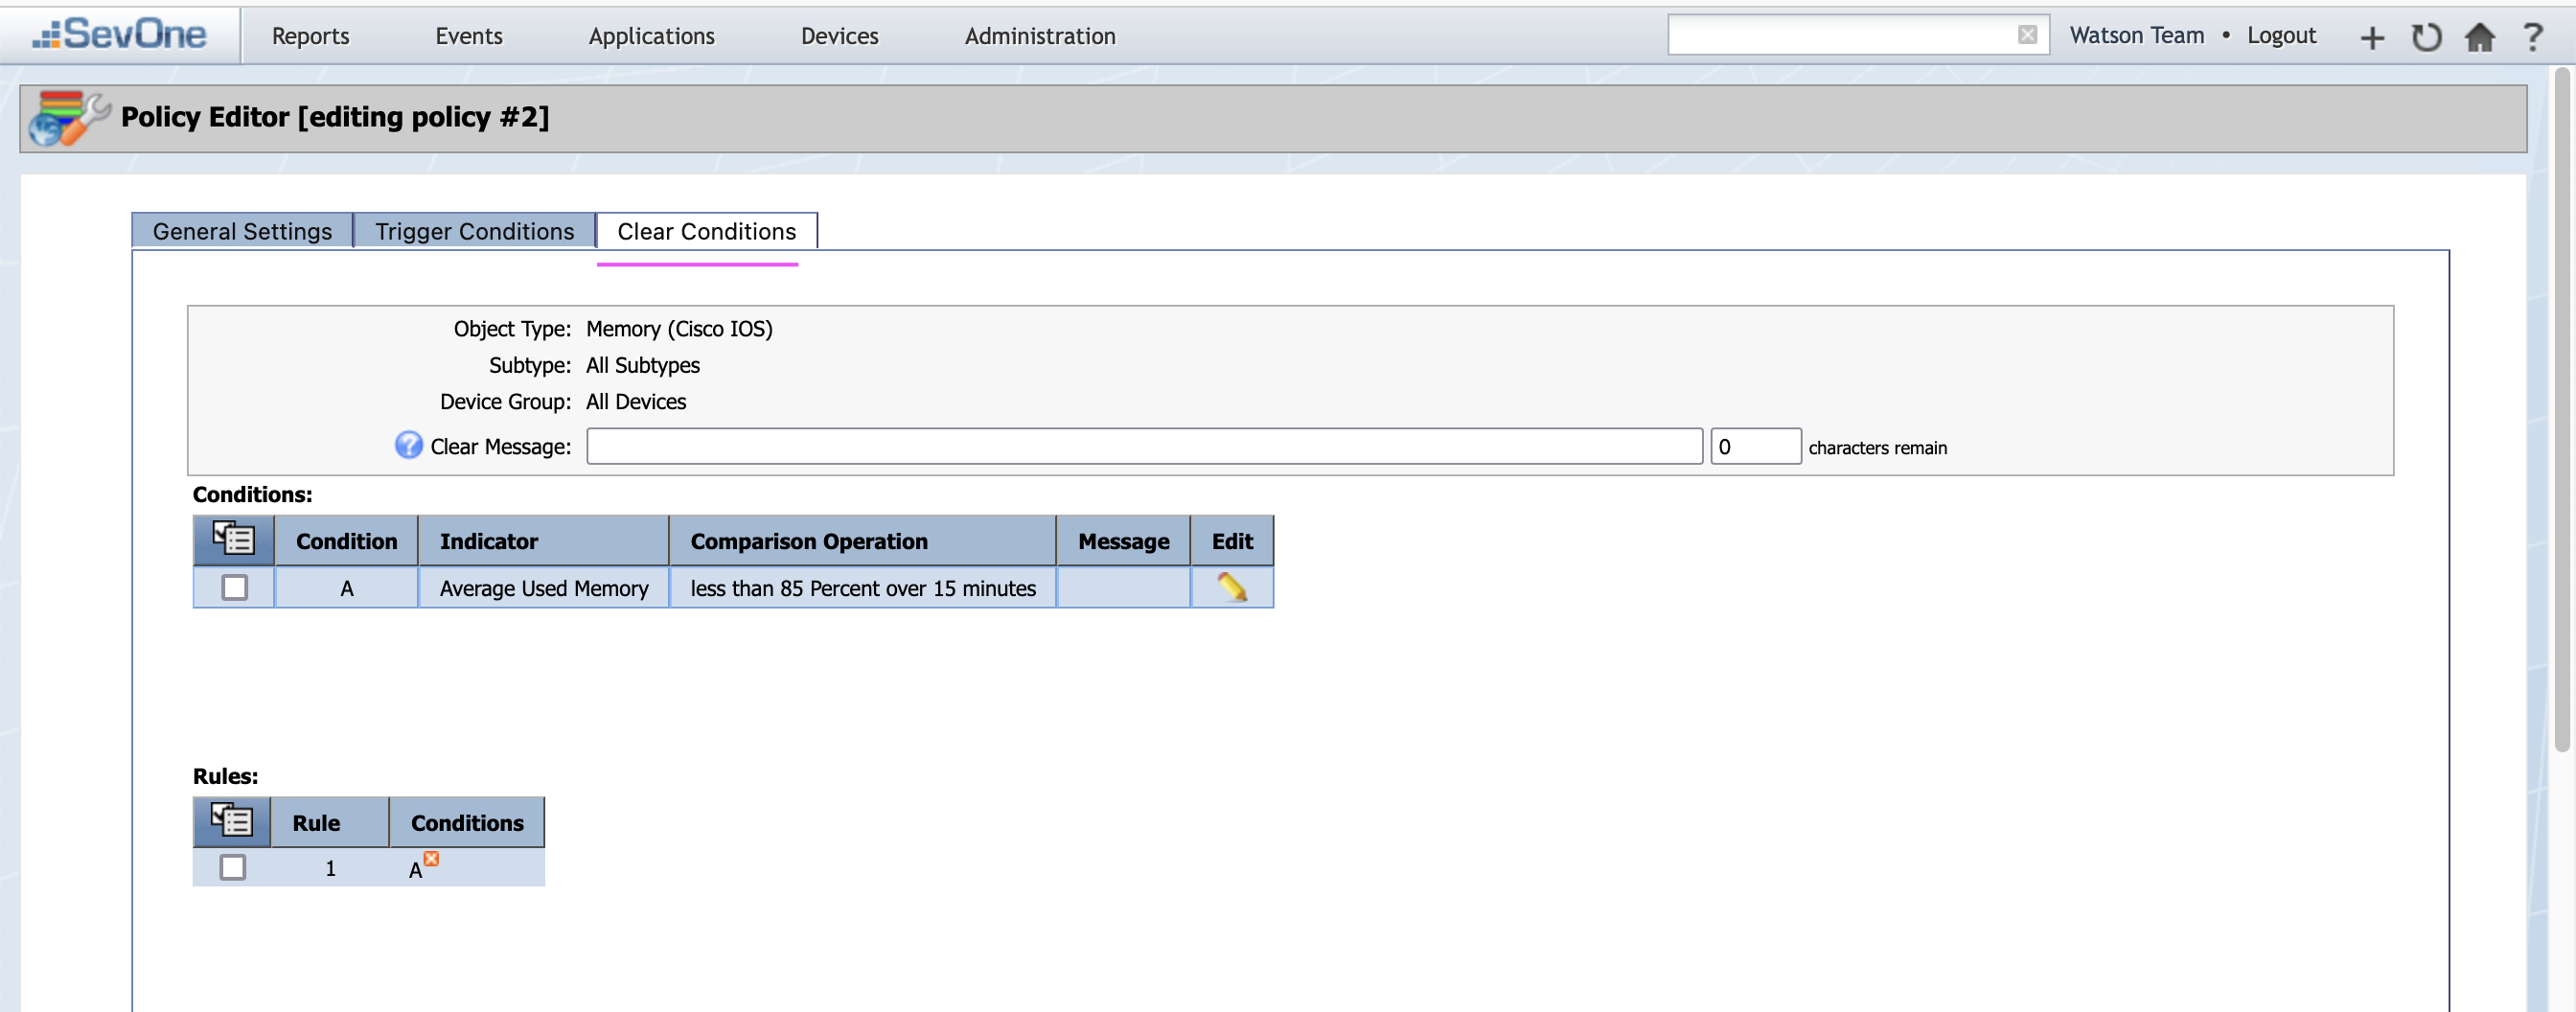 SevOne Reports Events Applications Devices Administration Watson Team • Logout
Policy Editor [editing policy #2]
General Settings Trigger Conditions Clear Conditions
Object Type: Memory (Cisco IOS)
Subtype: All Subtypes
Device Group: All Devices
Clear Message: 0 characters remain
Conditions:
Condition Indicator Comparison Operation Message Edit
A Average Used Memory less than 85 Percent over 15 minutes
Rules:
Rule Conditions
1 A